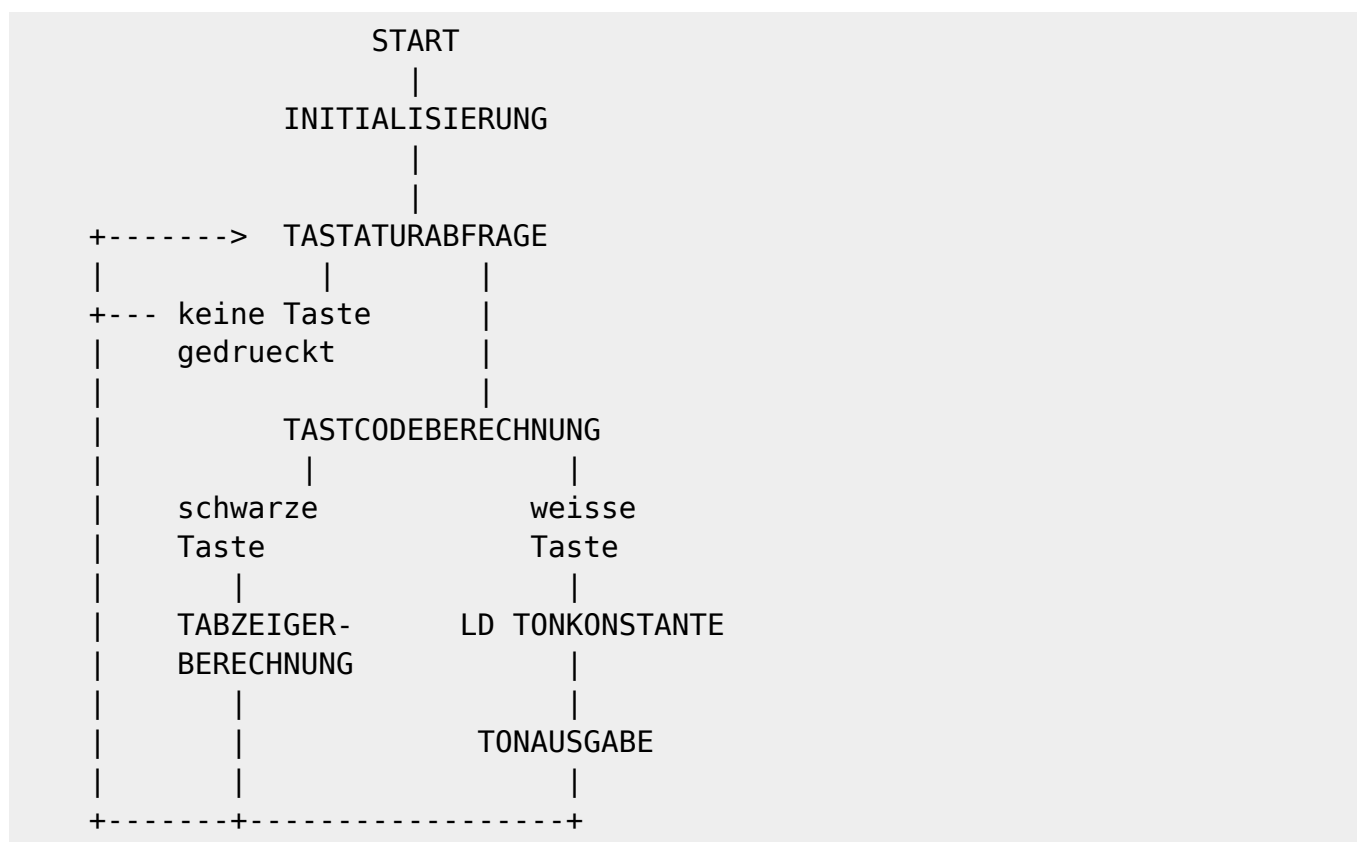 START
|
INITIALISIERUNG
|
|
+-------> TASTATURABFRAGE
| | |
+--- keine Taste |
| gedrueckt |
| |
| TASTCODEBERECHNUNG
| | |
| schwarze weisse
| Taste Taste
| | |
| TABZEIGER- LD TONKONSTANTE
| BERECHNUNG |
| | |
| | TONAUSGABE
| | |
+-------+------------------+